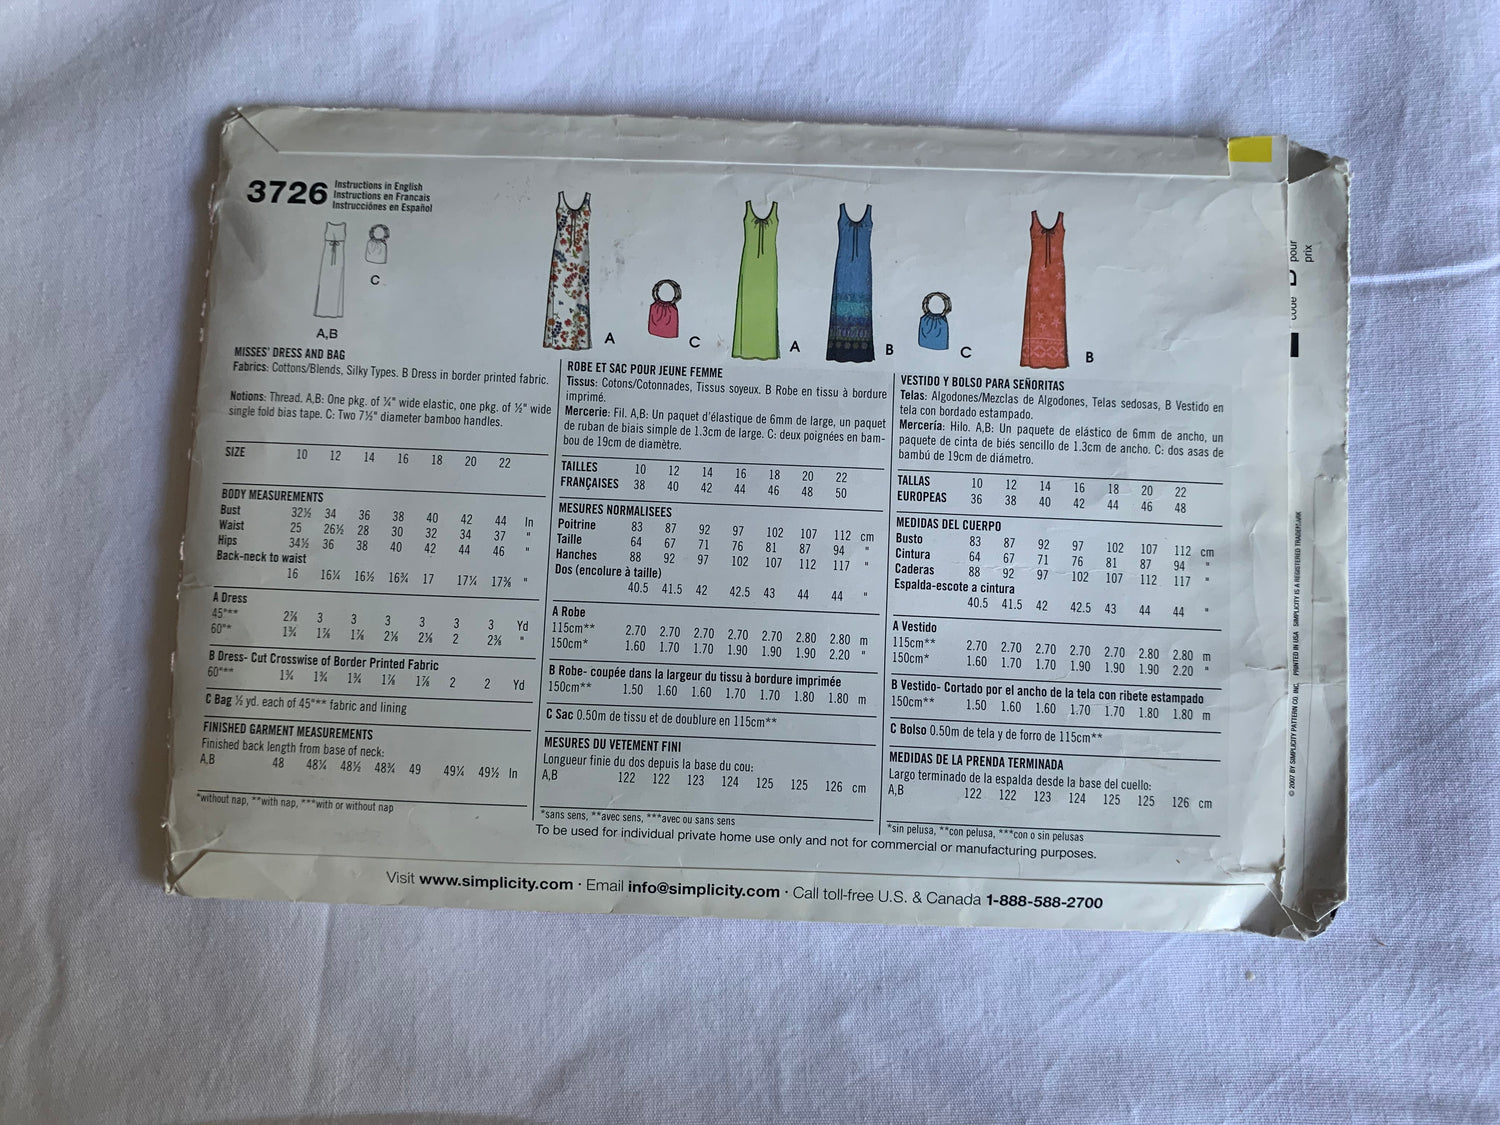 3726
Instructions in English
Instructions en Francais
Instrucciónes en Español
C
A,B
A
C
A
B
C
B
MISSES' DRESS AND BAG
Fabrics: Cottons/Blends, Silky Types. B Dress in border printed fabric.
Notions: Thread. A,B: One pkg. of ¼" wide elastic, one pkg. of ½" wide
single fold bias tape. C: Two 7½" diameter bamboo handles.
SIZE 10 12 14 16 18 20 22
BODY MEASUREMENTS
Bust 32½ 34 36 38 40 42 44 In
Waist 25 26½ 28 30 32 34 37 "
Hips 34½ 36 38 40 42 44 46 "
Back-neck to waist
16 16¼ 16½ 16¾ 17 17¼ 17⅜ "
A Dress
45"** 2⅞ 3 3 3 3 3 3 Yd
60"* 1¾ 1⅞ 1⅞ 2⅛ 2⅛ 2 2⅜ "
B Dress- Cut Crosswise of Border Printed Fabric
60"** 1¾ 1¾ 1¾ 1⅞ 1⅞ 2 2 Yd
C Bag ½ yd. each of 45"** fabric and lining
FINISHED GARMENT MEASUREMENTS
Finished back length from base of neck:
A,B 48 48¼ 48½ 48¾ 49 49¼ 49½ In
*without nap, **with nap, ***with or without nap
ROBE ET SAC POUR JEUNE FEMME
Tissus: Cotons/Cotonnades, Tissus soyeux. B Robe en tissu à bordure
imprimé.
Mercerie: Fil. A,B: Un paquet d'élastique de 6mm de large, un paquet
de ruban de biais simple de 1.3cm de large. C: deux poignées en bam-
bou de 19cm de diamètre.
TAILLES 10 12 14 16 18 20 22
FRANÇAISES 38 40 42 44 46 48 50
MESURES NORMALISEES
Poitrine 83 87 92 97 102 107 112 cm
Taille 64 67 71 76 81 87 94 "
Hanches 88 92 97 102 107 112 117 "
Dos (encolure à taille)
40.5 41.5 42 42.5 43 44 44 "
A Robe
115cm** 2.70 2.70 2.70 2.70 2.70 2.80 2.80 m
150cm* 1.60 1.70 1.70 1.90 1.90 1.90 2.20 "
B Robe- coupée dans la largeur du tissu à bordure imprimée
150cm** 1.50 1.60 1.60 1.70 1.70 1.80 1.80 m
C Sac 0.50m de tissu et de doublure en 115cm**
MESURES DU VETEMENT FINI
Longueur finie du dos depuis la base du cou:
A,B 122 122 123 124 125 125 126 cm
*sans sens, **avec sens, ***avec ou sans sens
VESTIDO Y BOLSO PARA SEÑORITAS
Telas: Algodones/Mezclas de Algodones, Telas sedosas, B Vestido en
tela con bordado estampado.
Mercería: Hilo. A,B: Un paquete de elástico de 6mm de ancho, un
paquete de cinta de biés sencillo de 1.3cm de ancho. C: dos asas de
bambú de 19cm de diámetro.
TALLAS 10 12 14 16 18 20 22
EUROPEAS 36 38 40 42 44 46 48
MEDIDAS DEL CUERPO
Busto 83 87 92 97 102 107 112 cm
Cintura 64 67 71 76 81 87 94 "
Caderas 88 92 97 102 107 112 117 "
Espalda-escote a cintura
40.5 41.5 42 42.5 43 44 44 "
A Vestido
115cm** 2.70 2.70 2.70 2.70 2.70 2.80 2.80 m
150cm* 1.60 1.70 1.70 1.90 1.90 1.90 2.20 "
B Vestido- Cortado por el ancho de la tela con ribete estampado
150cm** 1.50 1.60 1.60 1.70 1.70 1.80 1.80 m
C Bolso 0.50m de tela y de forro de 115cm**
MEDIDAS DE LA PRENDA TERMINADA
Largo terminado de la espalda desde la base del cuello:
A,B 122 122 123 124 125 125 126 cm
*sin pelusa, **con pelusa, ***con o sin pelusas
To be used for individual private home use only and not for commercial or manufacturing purposes.
Visit www.simplicity.com · Email info@simplicity.com · Call toll-free U.S. & Canada 1-888-588-2700
pour
prix
© 2007 BY SIMPLICITY PATTERN CO. INC. PRINTED IN USA SIMPLICITY IS A REGISTERED TRADEMARK